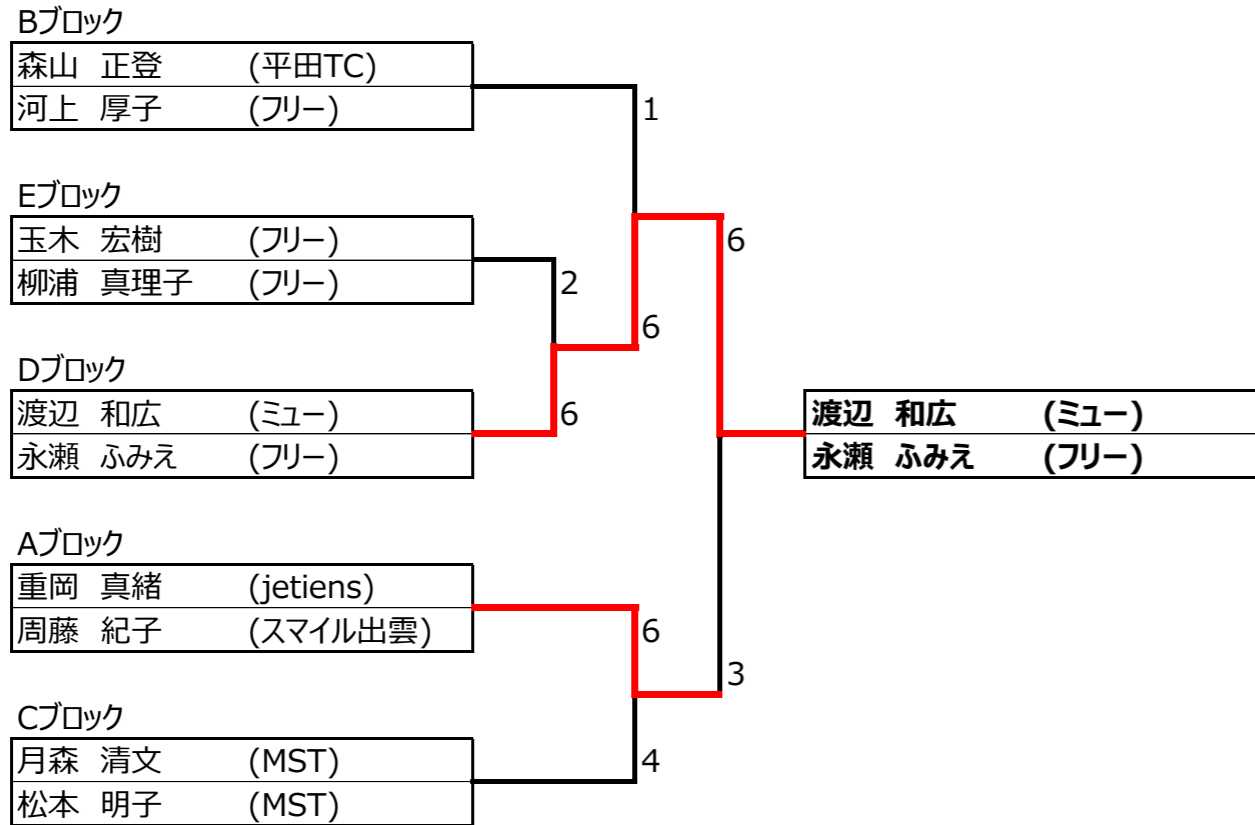 Bブロック
森山 正登 (平田TC)
河上 厚子 (フリー)
1
Eブロック
玉木 宏樹 (フリー)
柳浦 真理子 (フリー)
6
2
6
Dブロック
渡辺 和広 (ミュー)
永瀬 ふみえ (フリー)
6
渡辺 和広 (ミュー)
永瀬 ふみえ (フリー)
Aブロック
重岡 真緒 (jetiens)
周藤 紀子 (スマイル出雲)
6
3
Cブロック
月森 清文 (MST)
松本 明子 (MST)
4